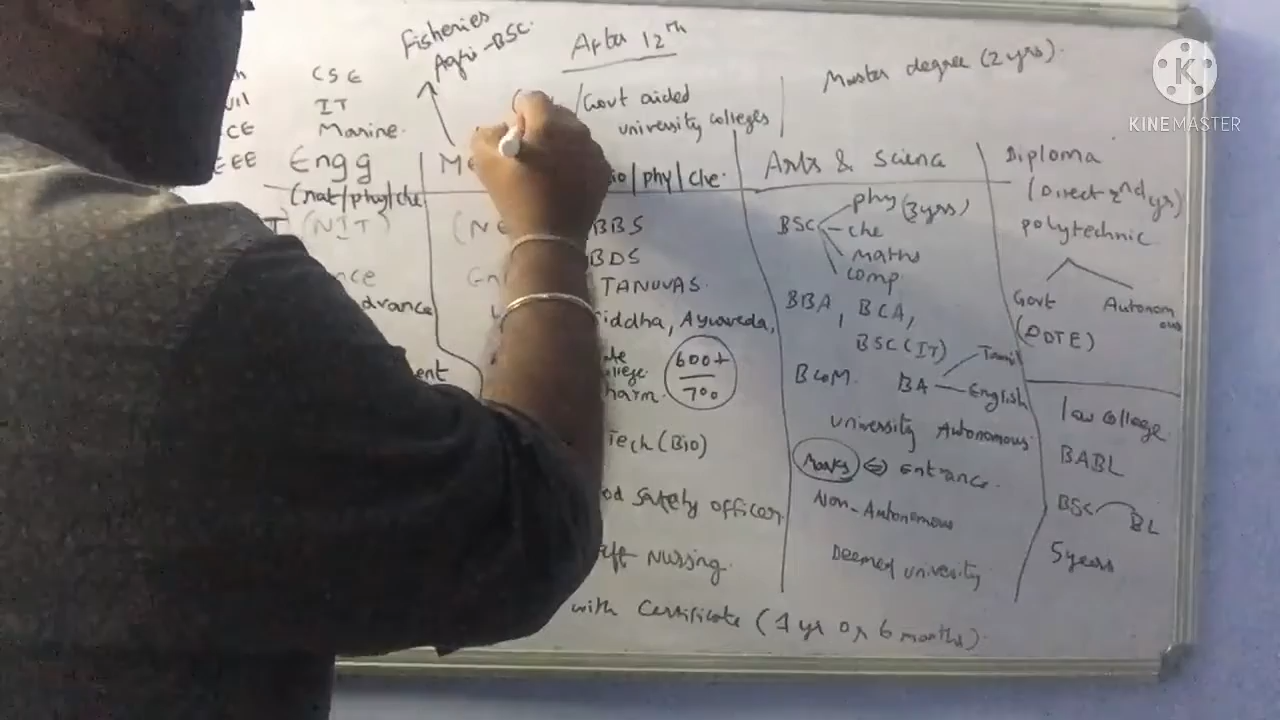 After 12th
Fisheries
Agri-BSC.
Master degree (2 yrs).
KINEMASTER
CSE
IT
Marine.
EEE Engg
(mat/phy/che
(NIT)
/Govt aided
university colleges
phy/che.
BBS
BDS
TANUVAS.
Ayurveda,
600+
700
Tech (Bio)
safety officer
Nursing.
with Certificate (1 yr or 6 months).
Arts & Science
BSC phy (3yrs)
che
maths
comp
BBA, BCA,
BSC (IT)
BCOM. BA Tamil
English
university Autonomous
Marks entrance.
Non-Autonomous
Deemed univesity
Diploma
(Direct 2nd yr)
polytechnic
Govt Autonomous
(DOTE)
law college
BABL
BSC BL
5 years